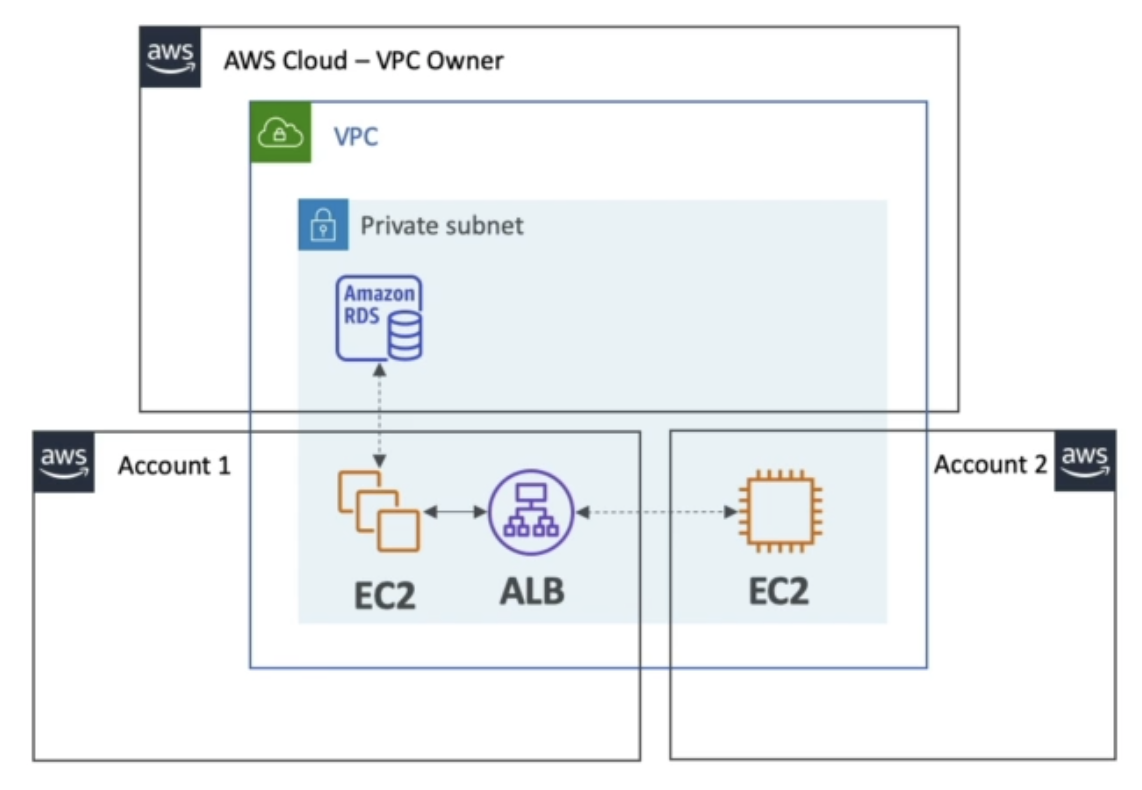 aws
AWS Cloud – VPC Owner
VPC
Private subnet
Amazon
RDS
aws
Account 1
Account 2
aws
EC2
ALB
EC2